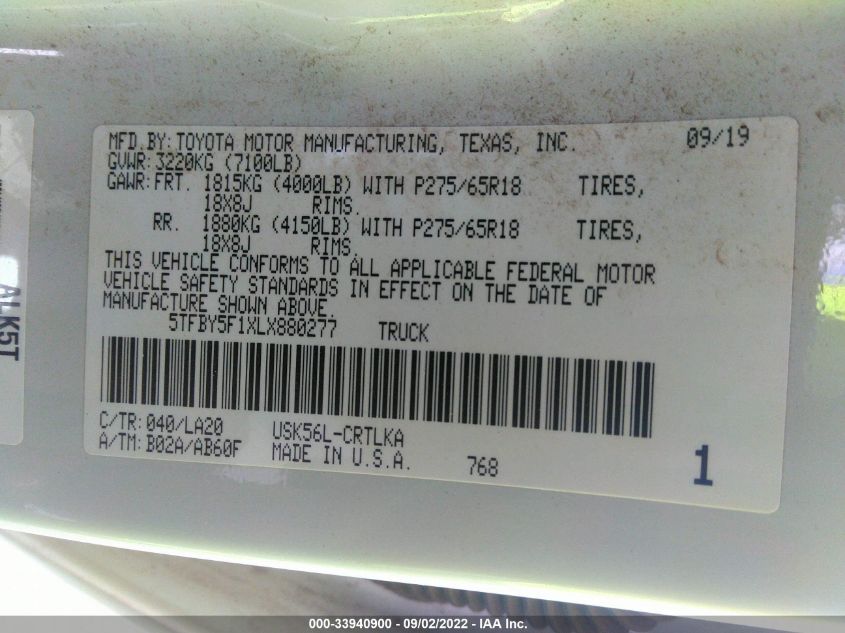 MFD.BY:TOYOTA MOTOR MANUFACTURING, TEXAS, INC. 09/19
GVWR:3220KG (7100LB)
GAWR:FRT. 1815KG (4000LB) WITH P275/65R18 TIRES,
18X8J RIMS.
RR. 1880KG (4150LB) WITH P275/65R18 TIRES,
18X8J RIMS.
THIS VEHICLE CONFORMS TO ALL APPLICABLE FEDERAL MOTOR
VEHICLE SAFETY STANDARDS IN EFFECT ON THE DATE OF
MANUFACTURE SHOWN ABOVE.
5TFBY5F1XLX880277 TRUCK
C/TR:040/LA20 USK56L-CRTLKA
A/TM:B02A/AB60F MADE IN U.S.A. 768 1
ALK5T
000-33940900 - 09/02/2022 - IAA Inc.